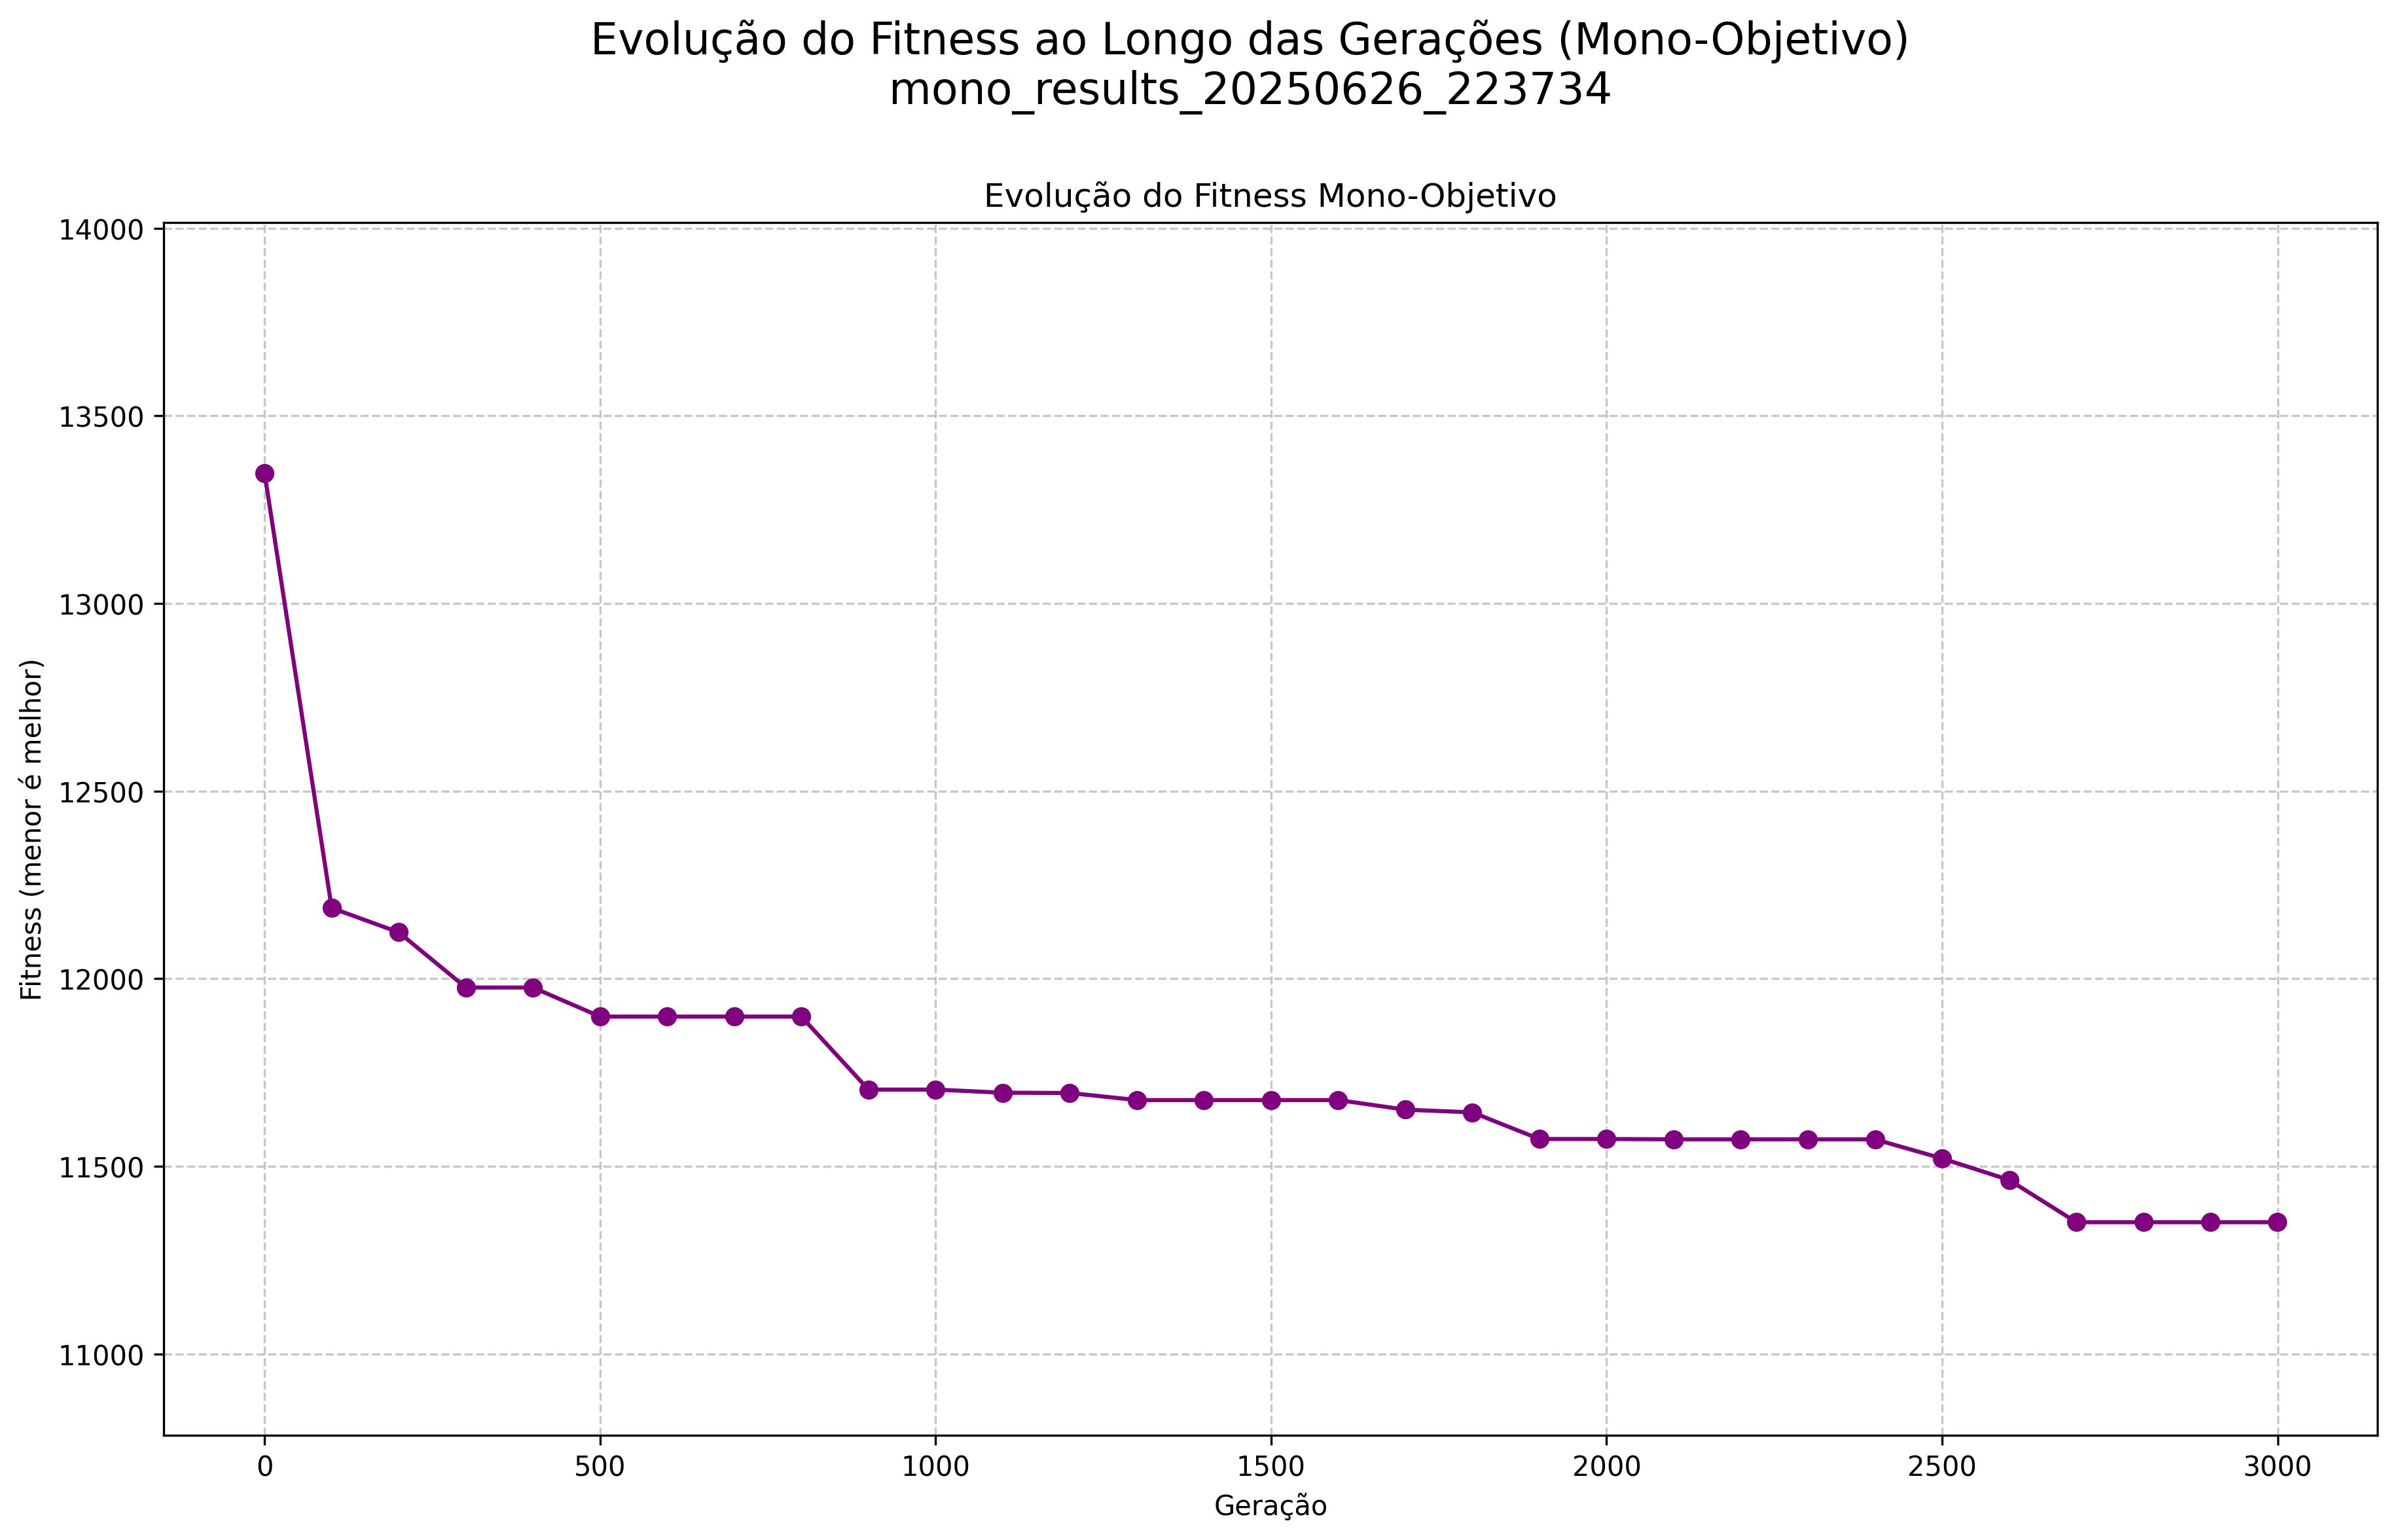 Evolução do Fitness ao Longo das Gerações (Mono-Objetivo)
mono_results_20250626_223734
Evolução do Fitness Mono-Objetivo
14000
13500
13000
12500
12000
11500
11000
Fitness (menor é melhor)
0 500 1000 1500 2000 2500 3000
Geração